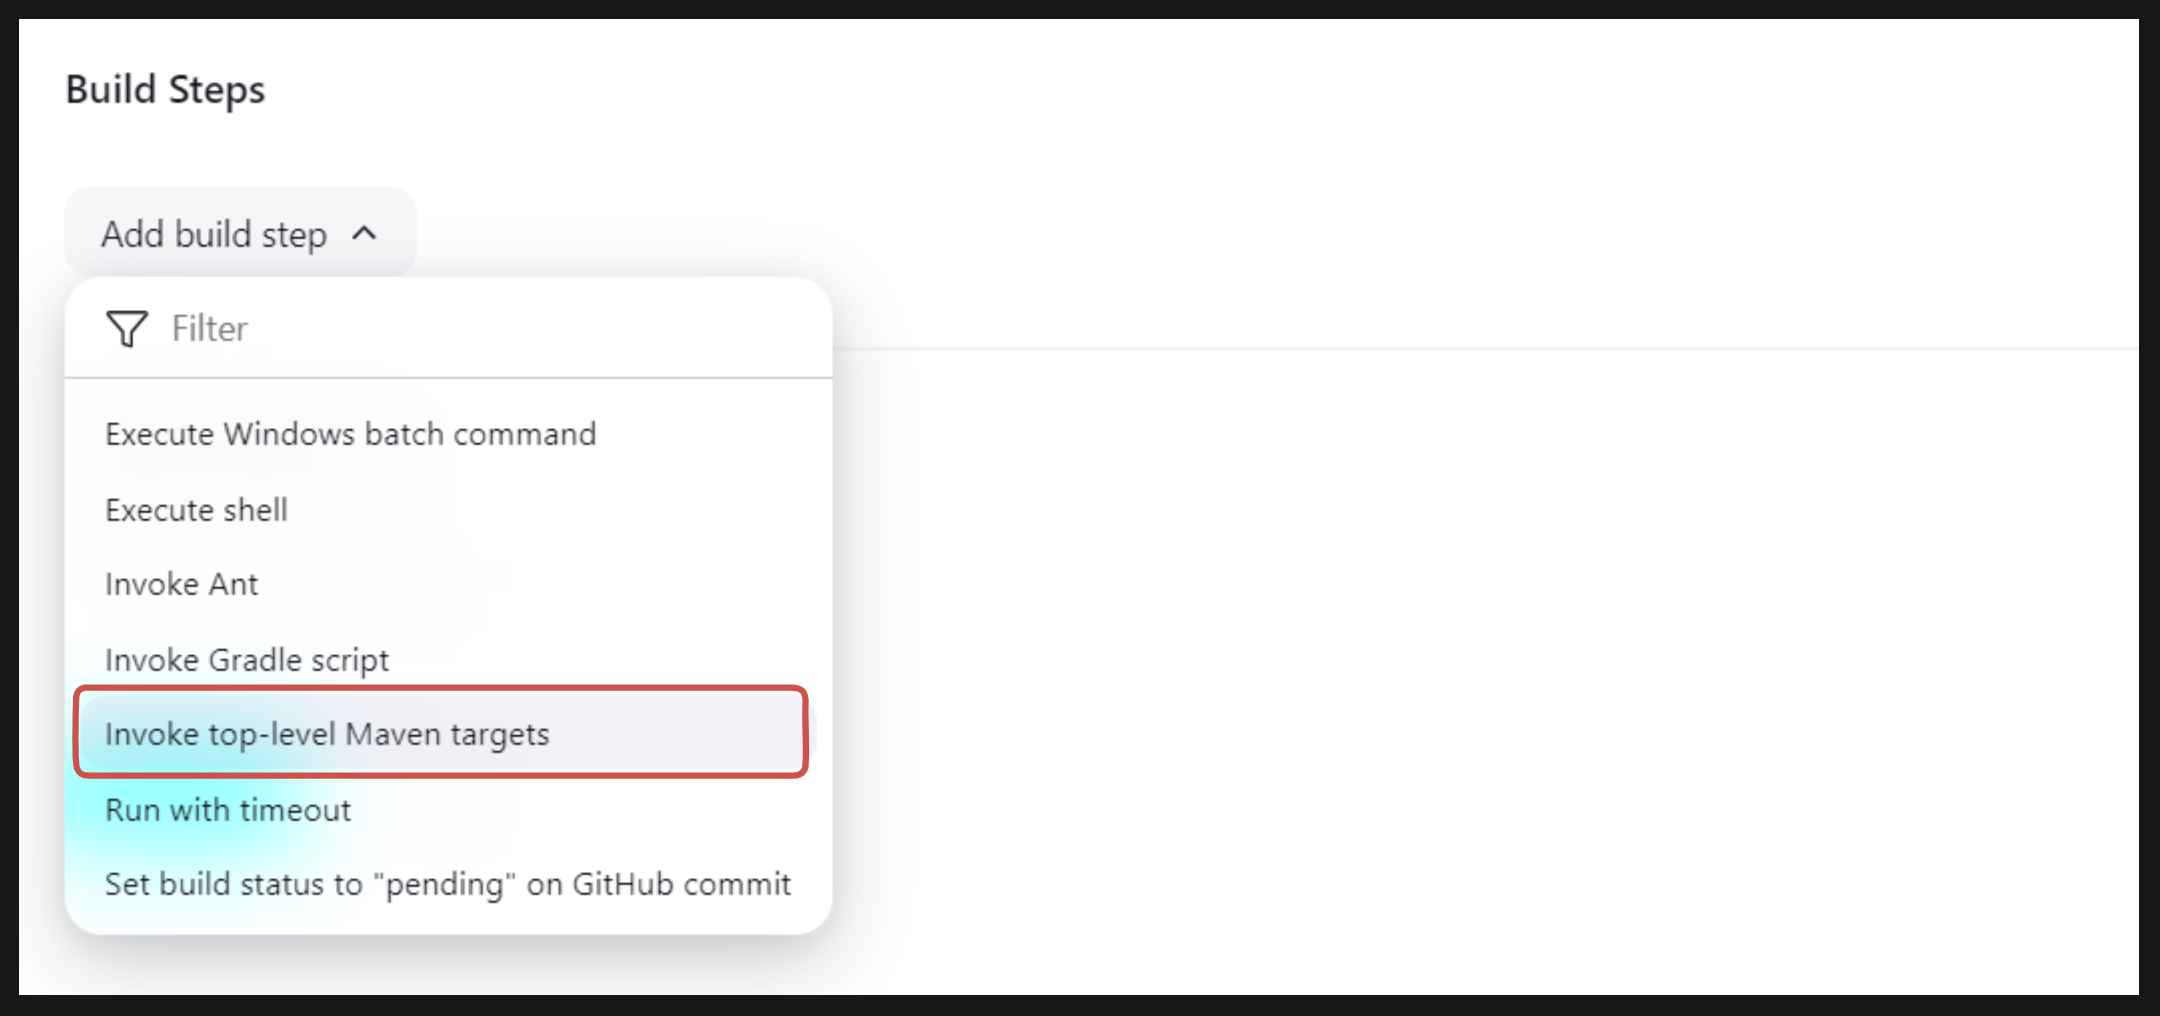 Build Steps
Add build step
Filter
Execute Windows batch command
Execute shell
Invoke Ant
Invoke Gradle script
Invoke top-level Maven targets
Run with timeout
Set build status to "pending" on GitHub commit